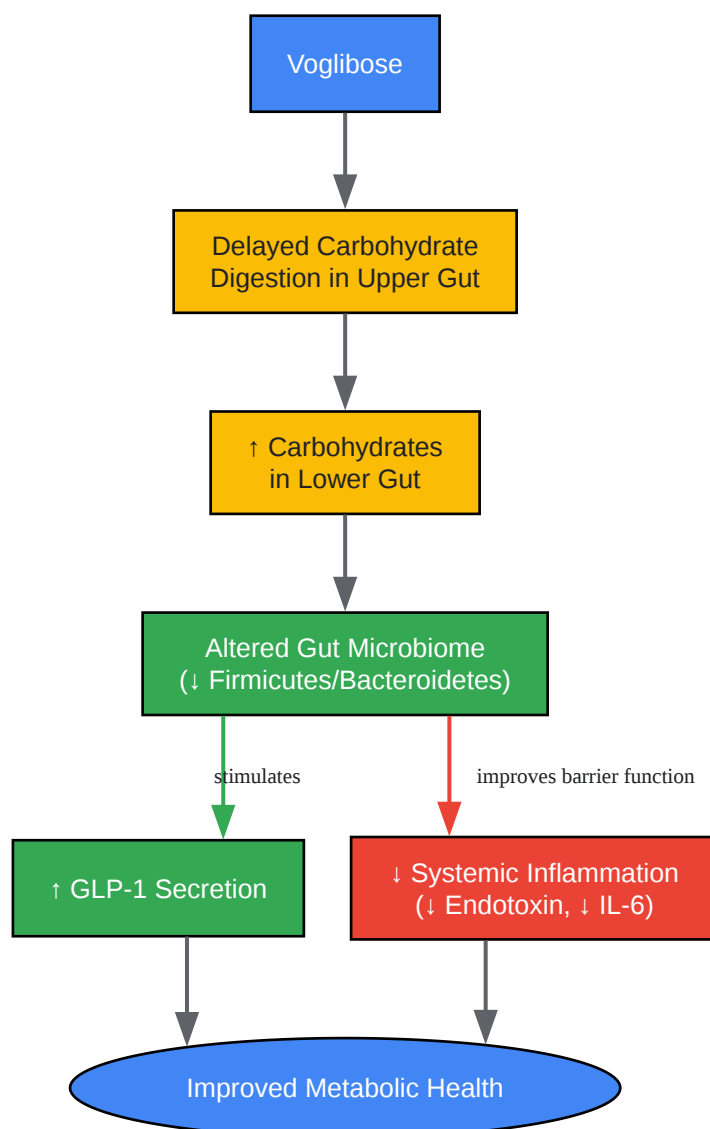 Voglibose
Delayed Carbohydrate
Digestion in Upper Gut
↑ Carbohydrates
in Lower Gut
Altered Gut Microbiome
(↓ Firmicutes/Bacteroidetes)
stimulates
improves barrier function
↑ GLP-1 Secretion
↓ Systemic Inflammation
(↓ Endotoxin, ↓ IL-6)
Improved Metabolic Health